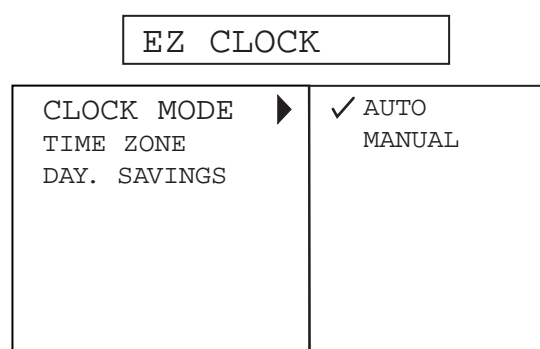 EZ CLOCK
CLOCK MODE
TIME ZONE
DAY. SAVINGS
AUTO
MANUAL